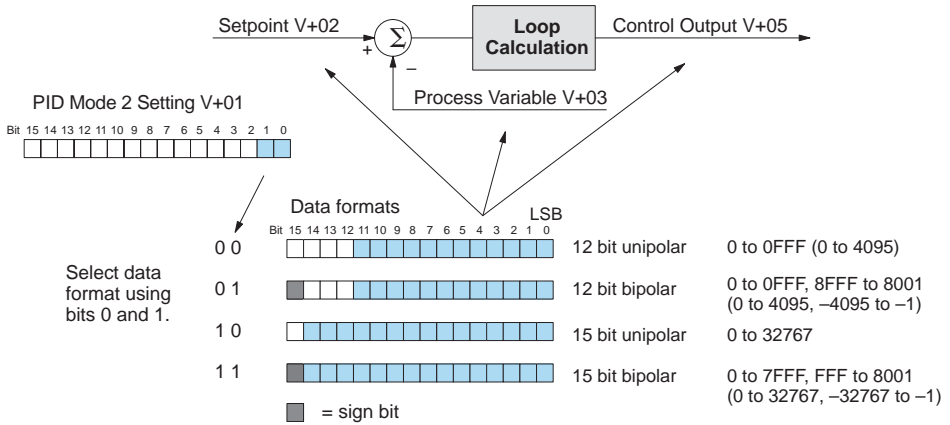 Setpoint V+02
+
Σ
–
Loop
Calculation
Control Output V+05
Process Variable V+03
PID Mode 2 Setting V+01
Bit 15 14 13 12 11 10 9 8 7 6 5 4 3 2 1 0
Data formats
LSB
Bit 15 14 13 12 11 10 9 8 7 6 5 4 3 2 1 0
Select data
format using
bits 0 and 1.
0 0 12 bit unipolar 0 to 0FFF (0 to 4095)
0 1 12 bit bipolar 0 to 0FFF, 8FFF to 8001
(0 to 4095, –4095 to –1)
1 0 15 bit unipolar 0 to 32767
1 1 15 bit bipolar 0 to 7FFF, FFF to 8001
(0 to 32767, –32767 to –1)
= sign bit